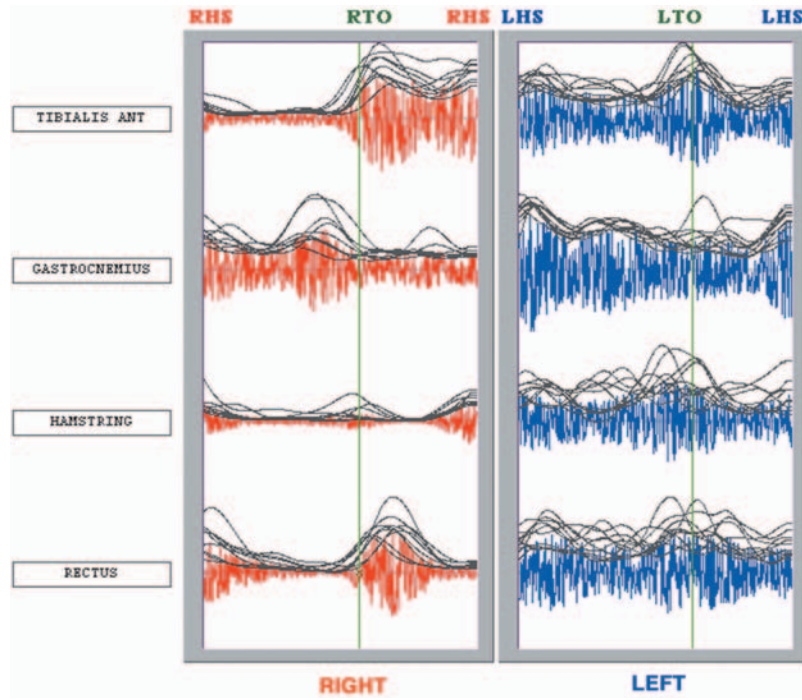 RHS RTO RHS LHS LTO LHS
TIBIALIS ANT
GASTROCNEMIUS
HAMSTRING
RECTUS
RIGHT LEFT